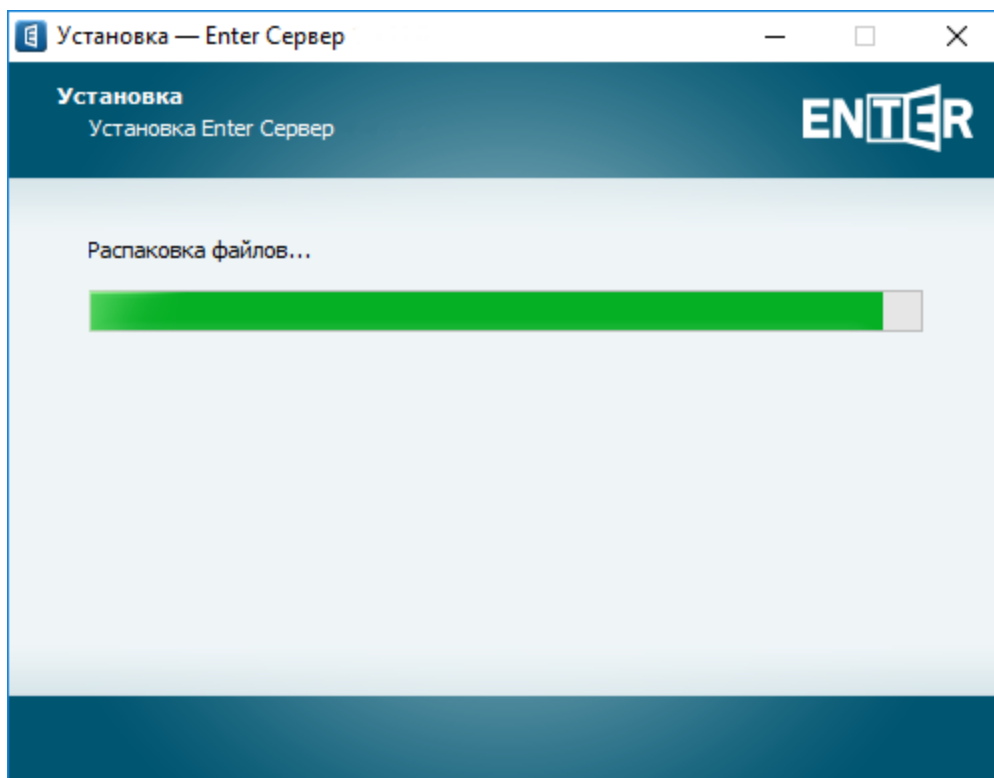 Установка — Enter Сервер
Установка
Установка Enter Сервер
ENTER
Распаковка файлов...